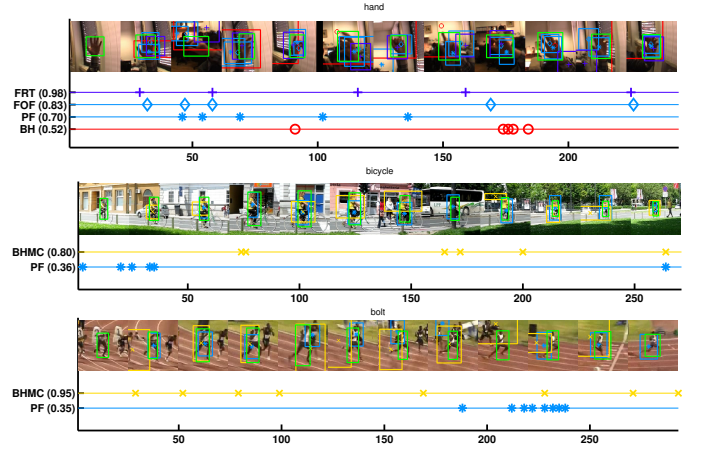 hand
FRT (0.98)
FOF (0.83)
PF (0.70)
BH (0.52)
50 100 150 200
bicycle
BHMC (0.80)
PF (0.36)
50 100 150 200 250
bolt
BHMC (0.95)
PF (0.35)
50 100 150 200 250